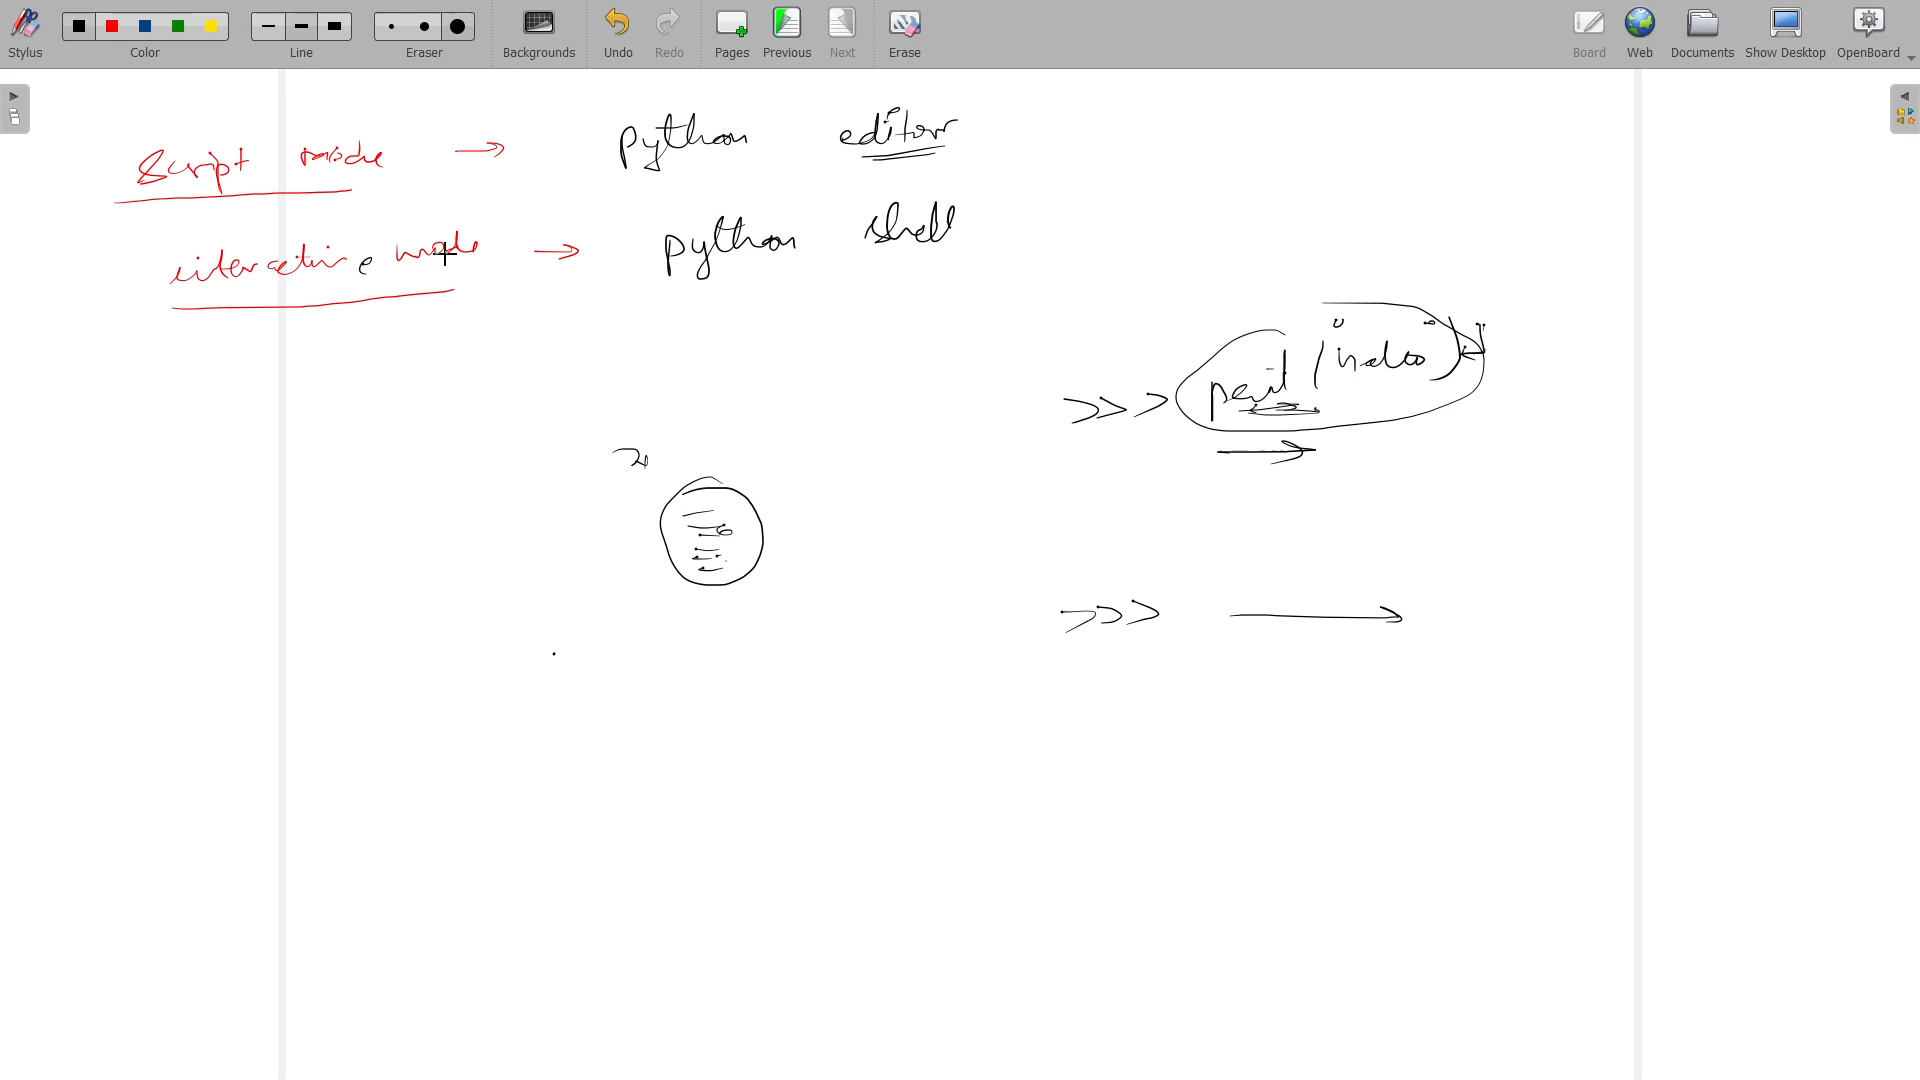 Stylus Color Line Eraser Backgrounds Undo Redo Pages Previous Next Erase Board Web Documents Show Desktop OpenBoard
Script mode → Python editor
interactive mode → python shell
>>> print (hello)
>>>